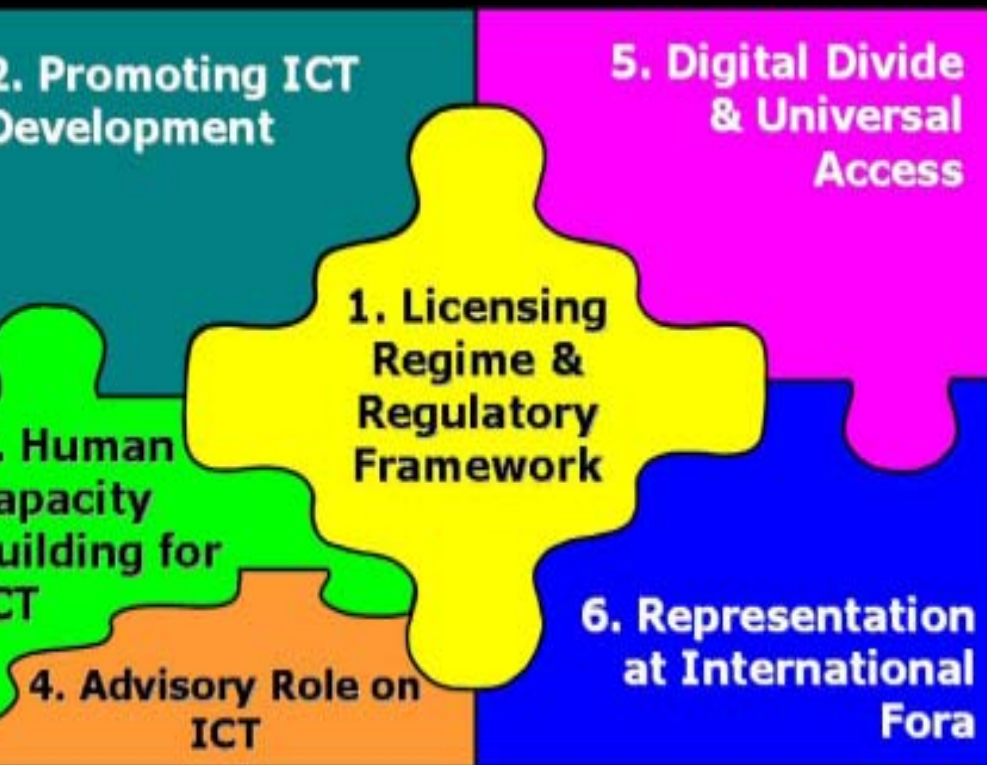 2. Promoting ICT
Development
5. Digital Divide
& Universal
Access
1. Licensing
Regime &
Regulatory
Framework
. Human
apacity
uilding for
CT
4. Advisory Role on
ICT
6. Representation
at International
Fora